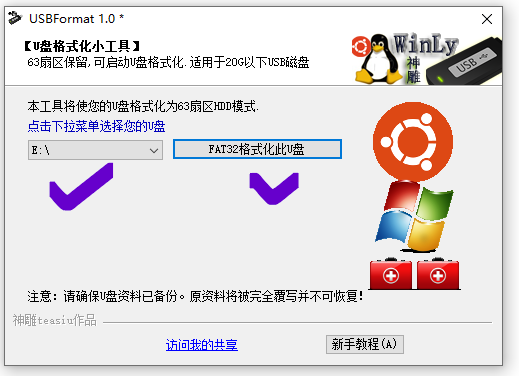 USBFormat 1.0 *
【U盘格式化小工具】
63扇区保留,可启动U盘格式化.适用于20G以下USB磁盘
WinLy
神雕
USB
本工具将使您的U盘格式化为63扇区HDD模式.
点击下拉菜单选择您的U盘
E:\
FAT32格式化此U盘
注意：请确保U盘资料已备份。原资料将被完全覆写并不可恢复！
神雕teasiu作品
访问我的共享
新手教程(A)